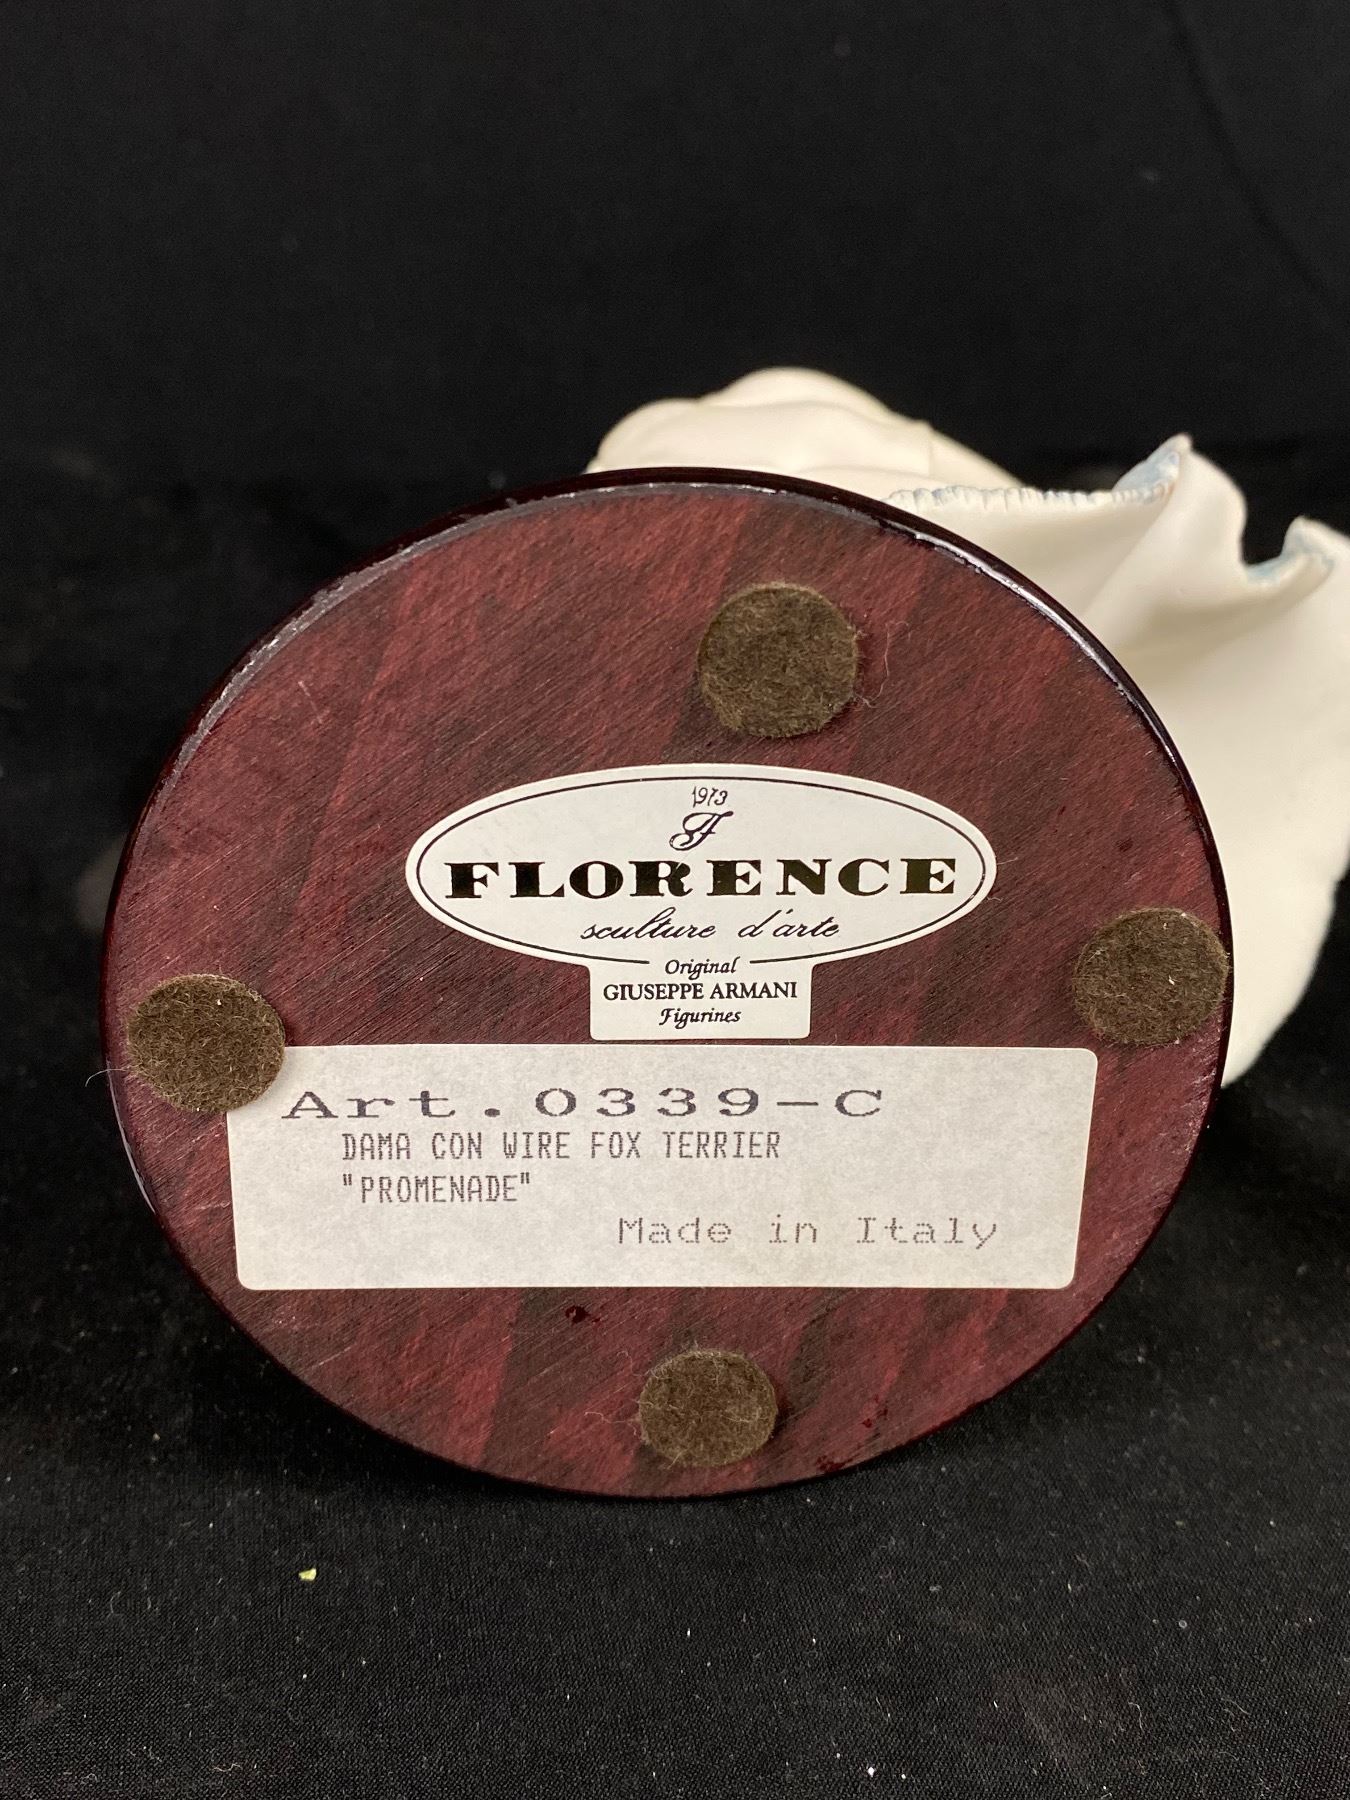 1973
F
FLORENCE
sculture d'arte
Original
GIUSEPPE ARMANI
Figurines
Art.0339-C
DAMA CON WIRE FOX TERRIER
"PROMENADE"
Made in Italy